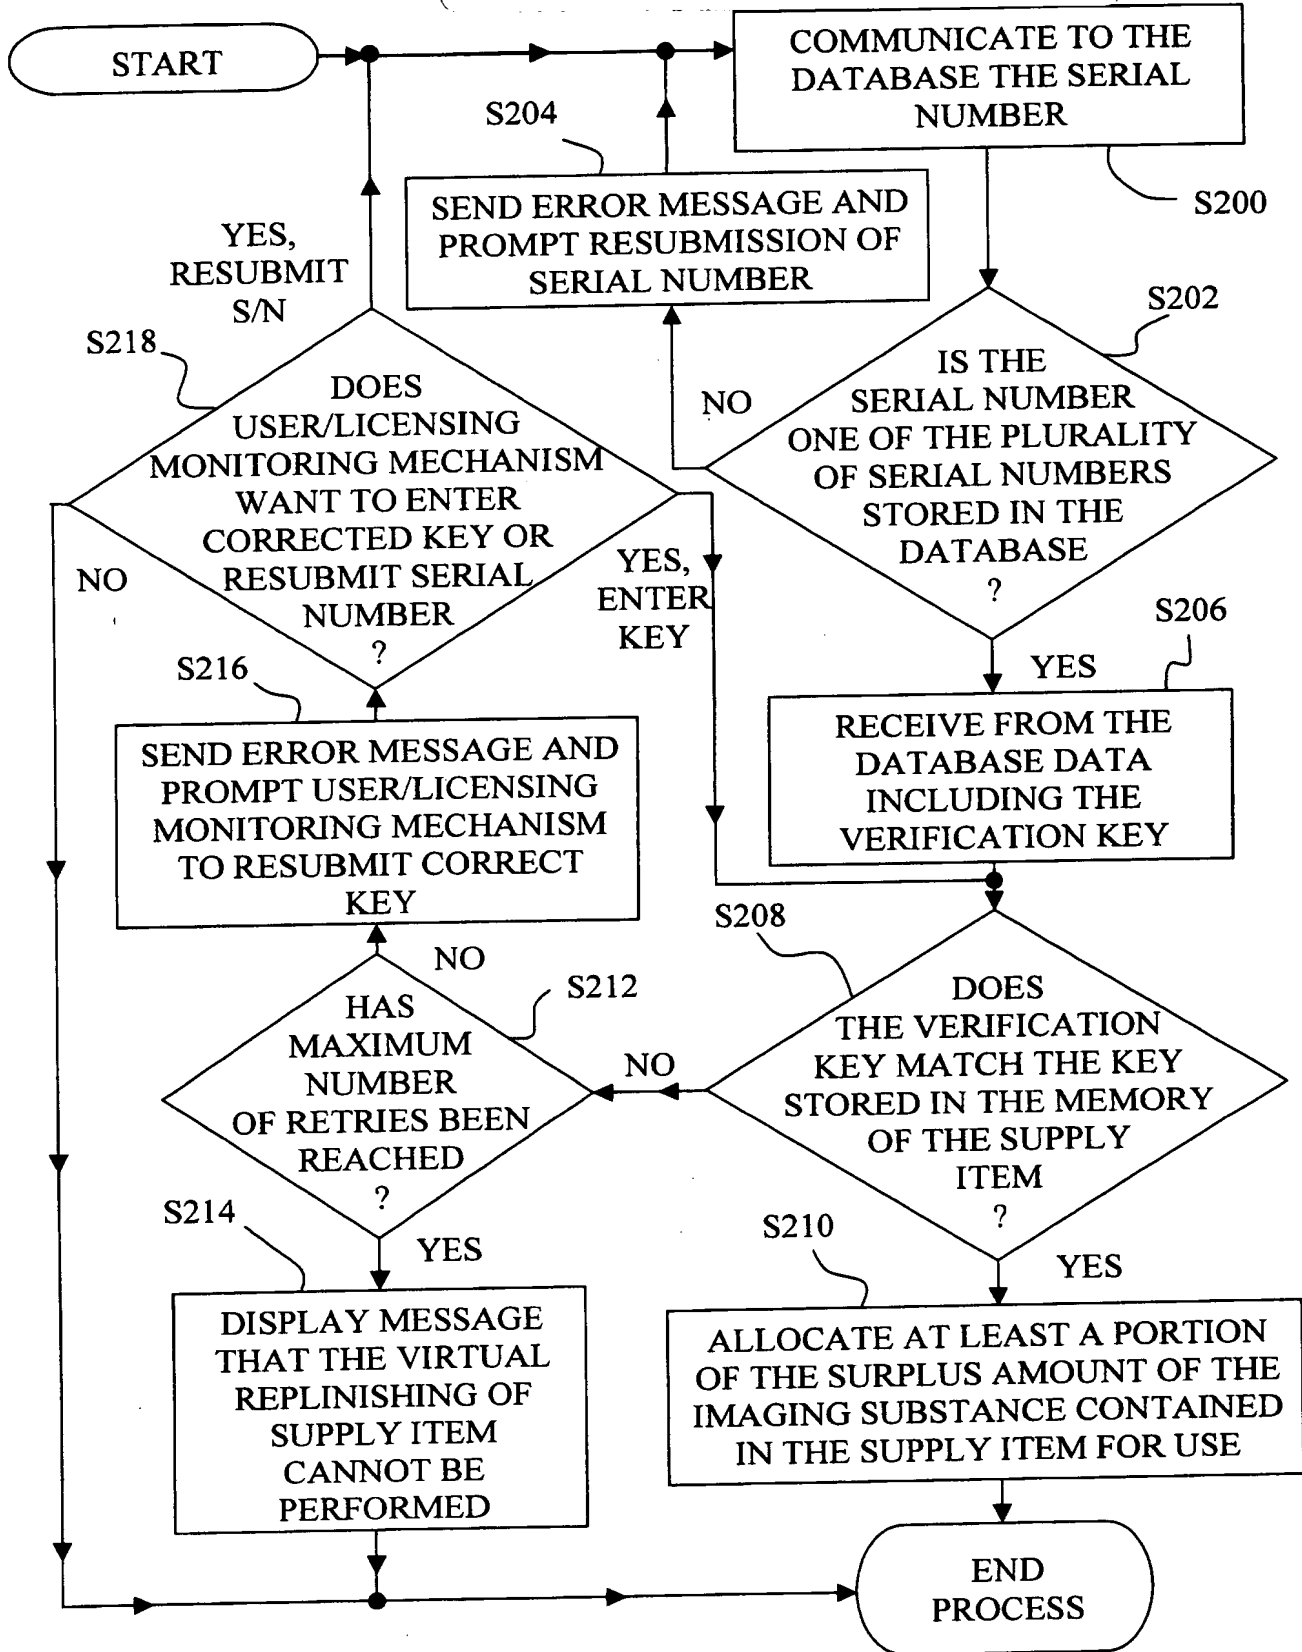 START
COMMUNICATE TO THE
DATABASE THE SERIAL
NUMBER
S200
S204
SEND ERROR MESSAGE AND
PROMPT RESUBMISSION OF
SERIAL NUMBER
YES,
RESUBMIT
S/N
S218
DOES
USER/LICENSING
MONITORING MECHANISM
WANT TO ENTER
CORRECTED KEY OR
RESUBMIT SERIAL
NUMBER
?
NO
YES,
ENTER
KEY
S202
IS THE
SERIAL NUMBER
ONE OF THE PLURALITY
OF SERIAL NUMBERS
STORED IN THE
DATABASE
?
NO
YES
S206
RECEIVE FROM THE
DATABASE DATA
INCLUDING THE
VERIFICATION KEY
S216
SEND ERROR MESSAGE AND
PROMPT USER/LICENSING
MONITORING MECHANISM
TO RESUBMIT CORRECT
KEY
NO
S208
DOES
THE VERIFICATION
KEY MATCH THE KEY
STORED IN THE MEMORY
OF THE SUPPLY
ITEM
?
NO
YES
S212
HAS
MAXIMUM
NUMBER
OF RETRIES BEEN
REACHED
?
YES
S214
DISPLAY MESSAGE
THAT THE VIRTUAL
REPLINISHING OF
SUPPLY ITEM
CANNOT BE
PERFORMED
S210
ALLOCATE AT LEAST A PORTION
OF THE SURPLUS AMOUNT OF THE
IMAGING SUBSTANCE CONTAINED
IN THE SUPPLY ITEM FOR USE
END
PROCESS